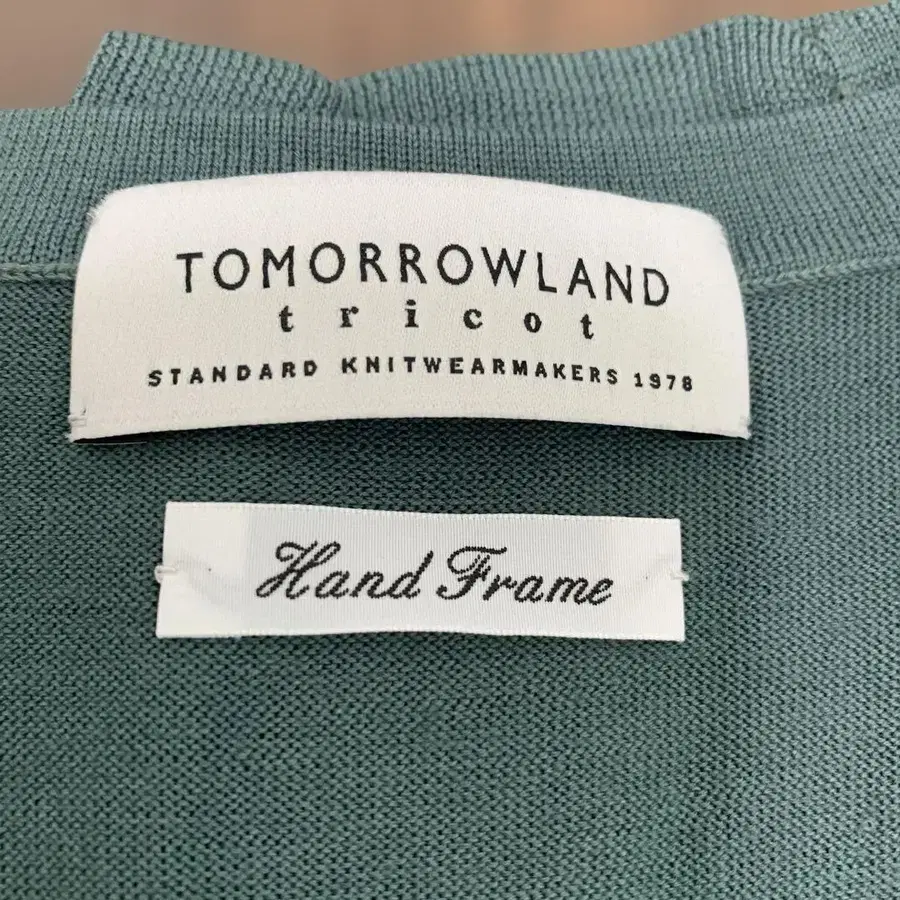 TOMORROWLAND
tricot
STANDARD KNITWEARMAKERS 1978
Hand Frame